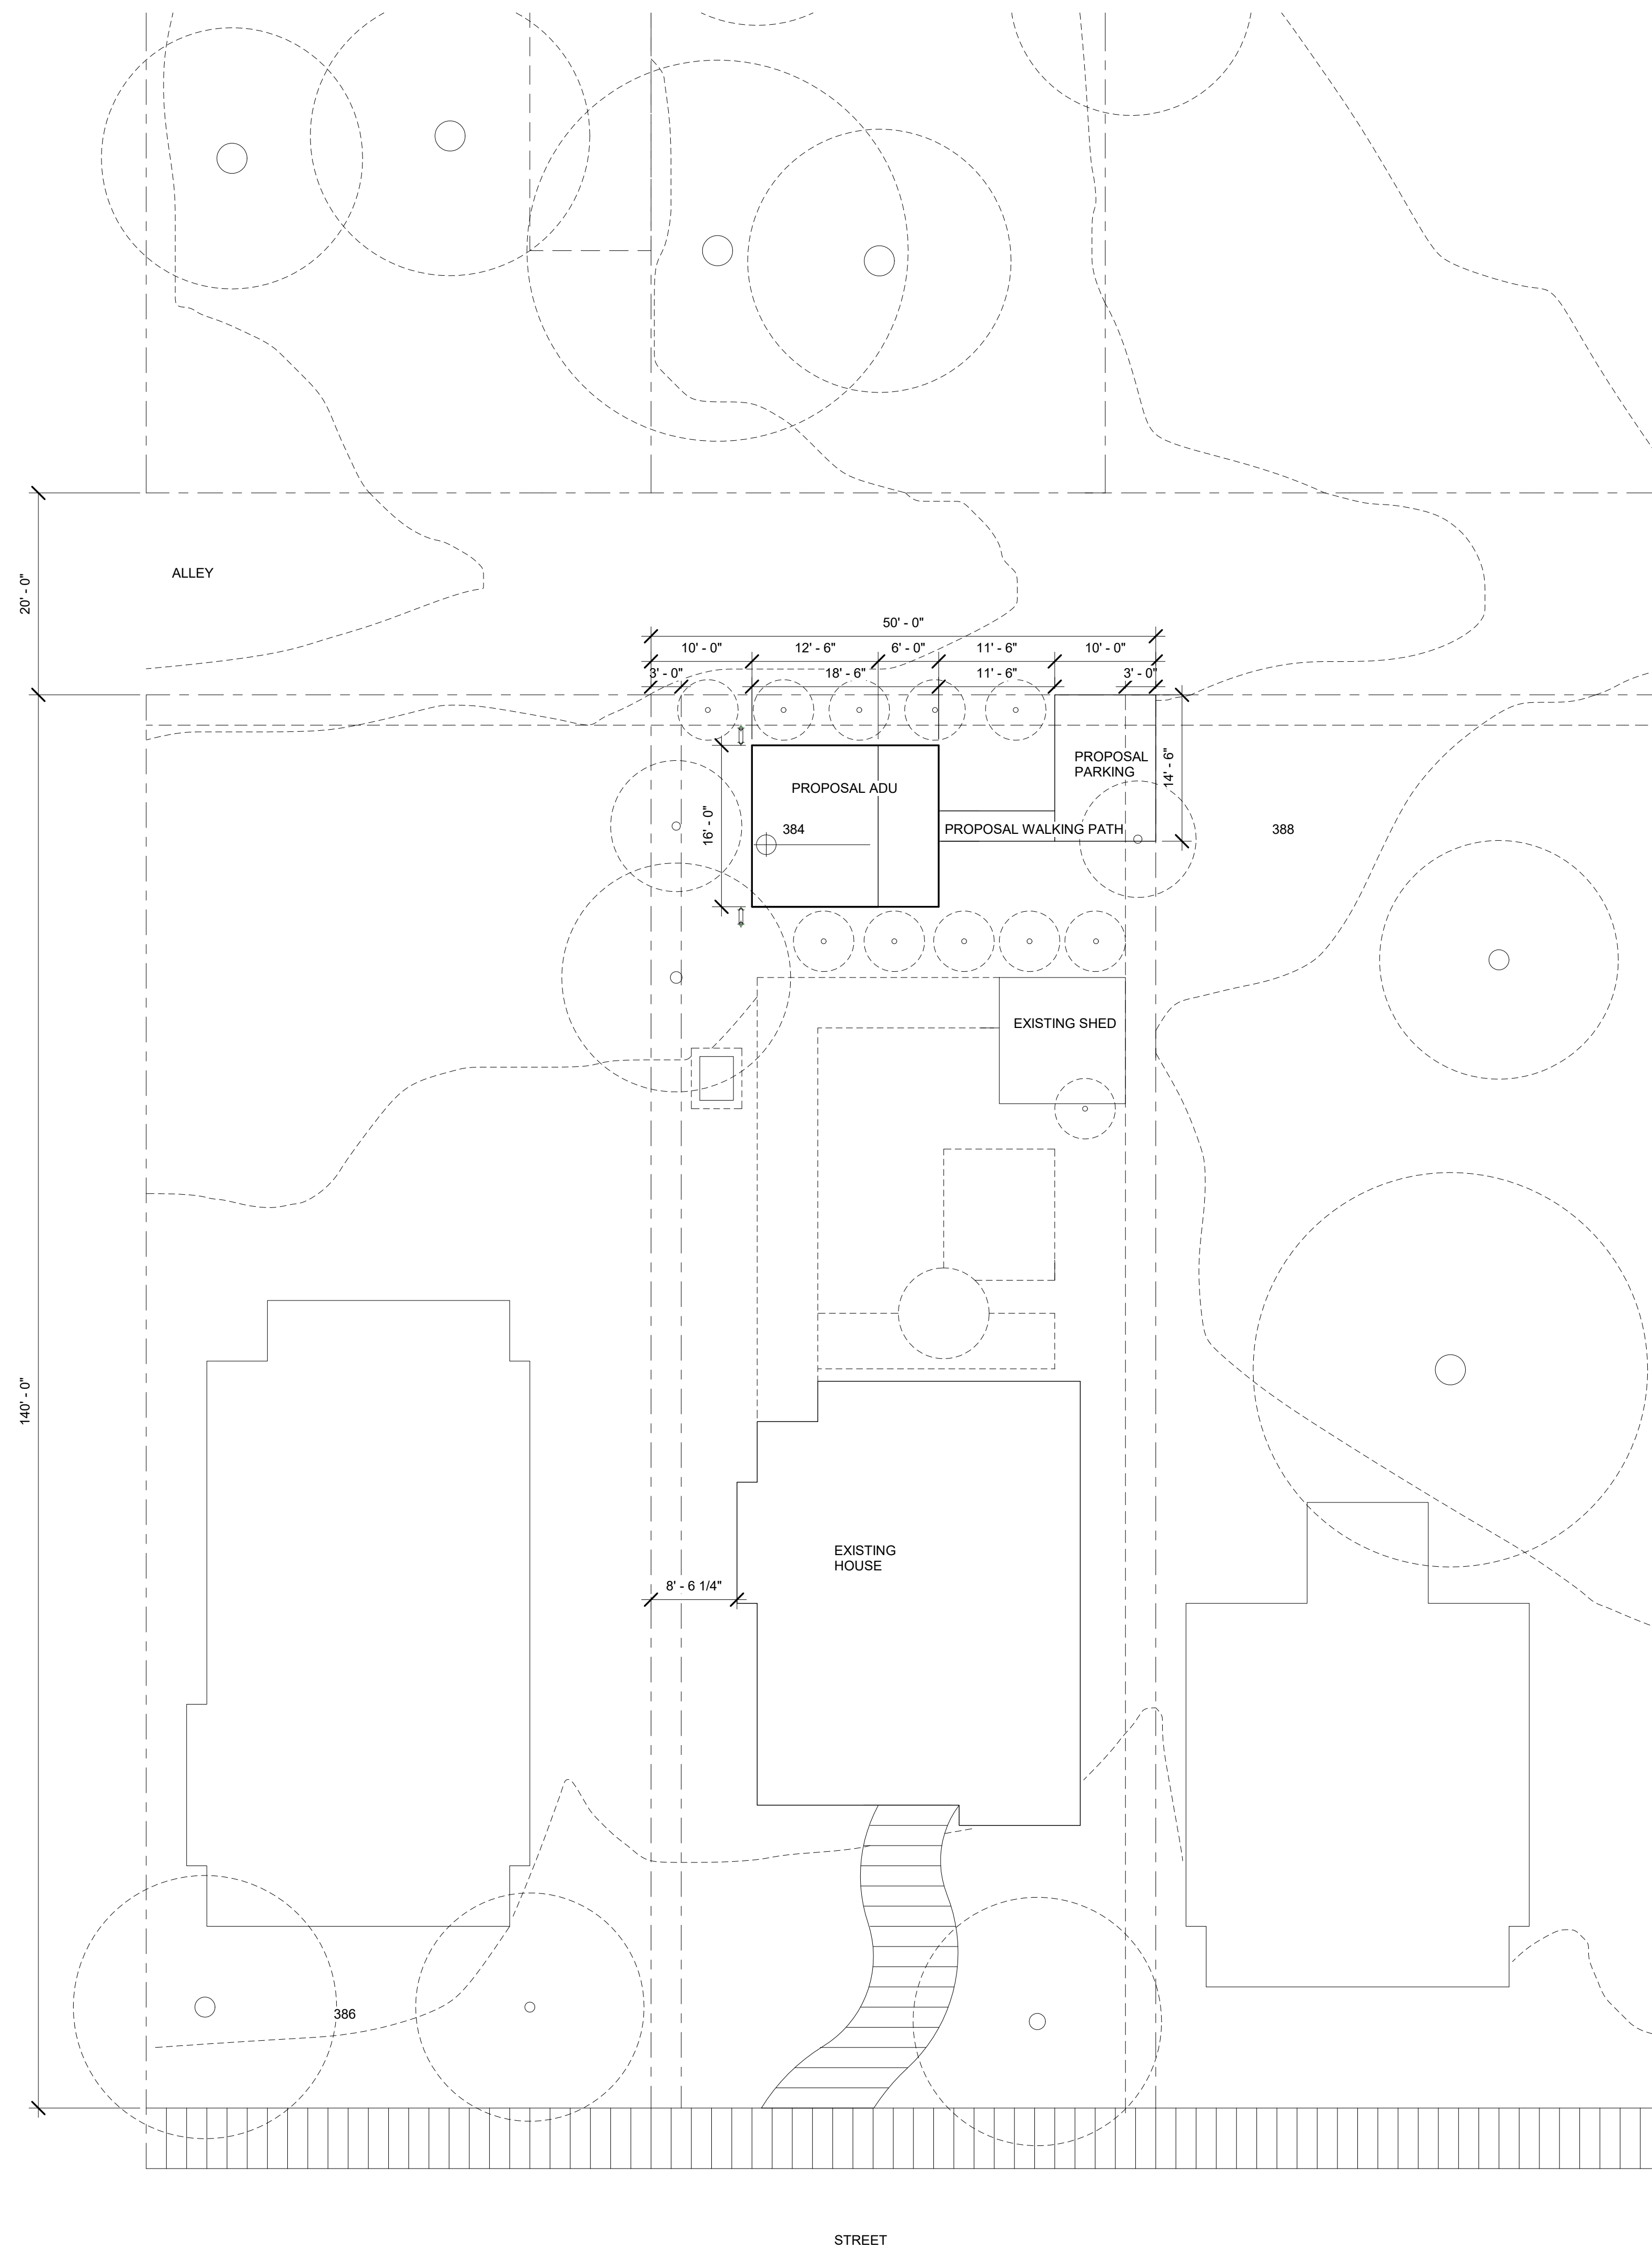 ALLEY
20' - 0"
50' - 0"
10' - 0"
12' - 6"
6' - 0"
11' - 6"
10' - 0"
3' - 0"
18' - 6"
11' - 6"
3' - 0"
PROPOSAL
PARKING
14' - 6"
PROPOSAL ADU
16' - 0"
384
PROPOSAL WALKING PATH
388
EXISTING SHED
140' - 0"
EXISTING
HOUSE
8' - 6 1/4"
386
STREET